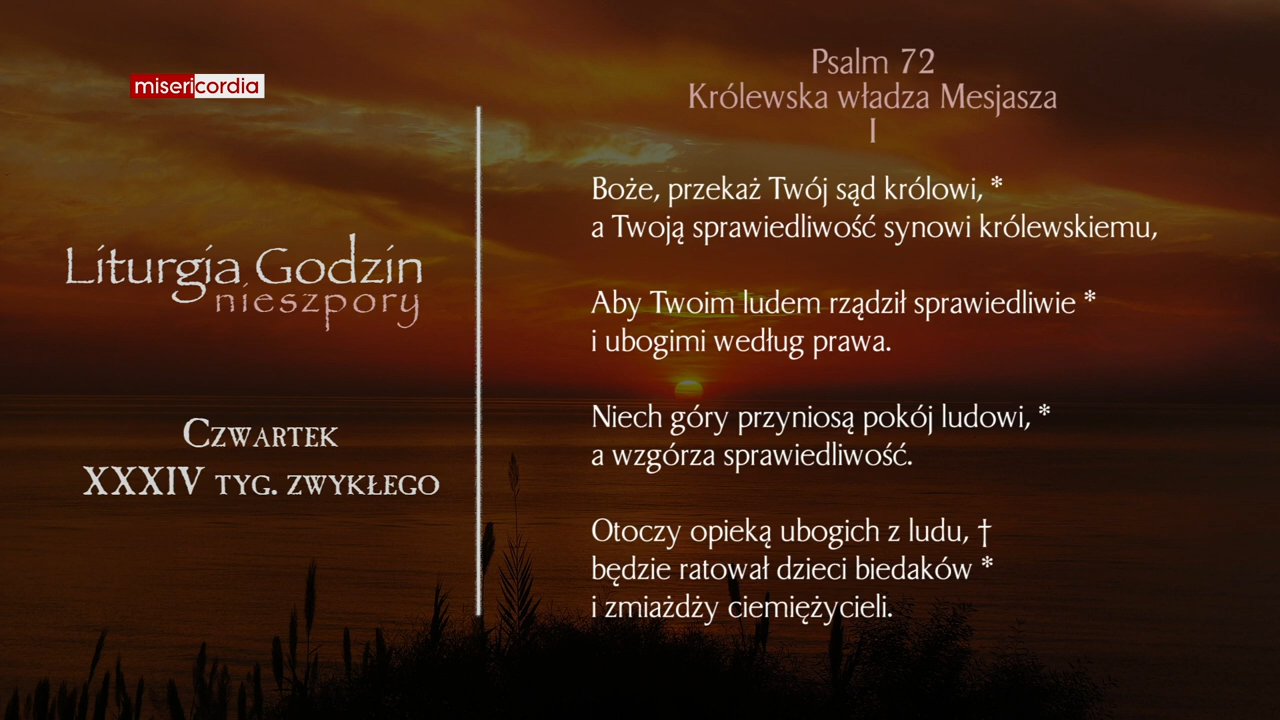 misericordia
Liturgia Godzin
nieszpory
Czwartek
XXXIV tyg. zwykłego
Psalm 72
Królewska władza Mesjasza
I
Boże, przekaż Twój sąd królowi, *
a Twoją sprawiedliwość synowi królewskiemu,
Aby Twoim ludem rządził sprawiedliwie *
i ubogimi według prawa.
Niech góry przyniosą pokój ludowi, *
a wzgórza sprawiedliwość.
Otoczy opieką ubogich z ludu, †
będzie ratował dzieci biedaków *
i zmiażdży ciemiężycieli.